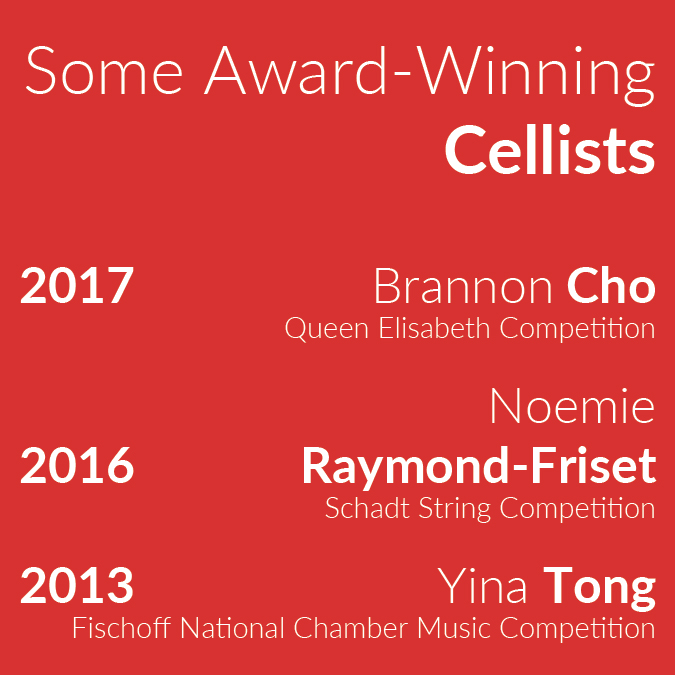 Some Award-Winning
Cellists
2017 Brannon Cho
Queen Elisabeth Competition
Noemie
2016 Raymond-Friset
Schadt String Competition
2013 Yina Tong
Fischoff National Chamber Music Competition